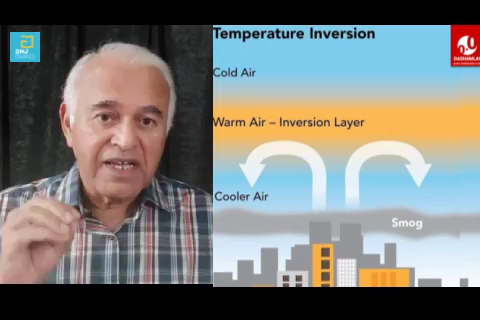 Temperature Inversion
Cold Air
Warm Air – Inversion Layer
Cooler Air
Smog